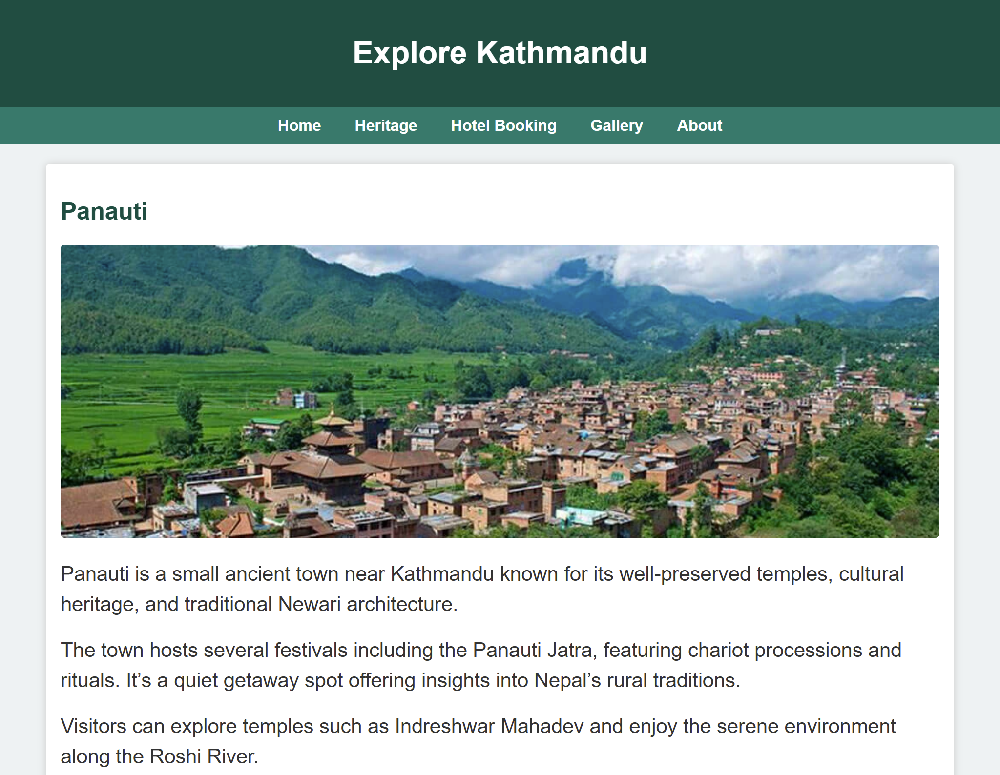 Explore Kathmandu
Home Heritage Hotel Booking Gallery About
Panauti
Panauti is a small ancient town near Kathmandu known for its well-preserved temples, cultural
heritage, and traditional Newari architecture.
The town hosts several festivals including the Panauti Jatra, featuring chariot processions and
rituals. It’s a quiet getaway spot offering insights into Nepal’s rural traditions.
Visitors can explore temples such as Indreshwar Mahadev and enjoy the serene environment
along the Roshi River.